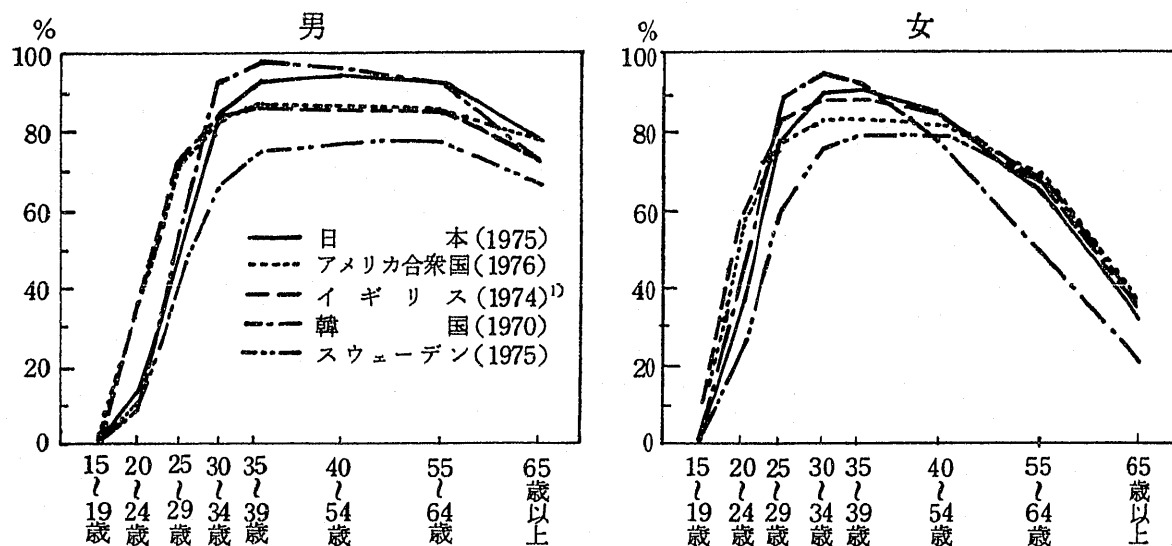 男
%
100
80
60
40
20
0
日 本(1975)
アメリカ合衆国(1976)
イギリス(1974)¹⁾
韓 国(1970)
スウェーデン(1975)
15~19歳
20~24歳
25~29歳
30~34歳
35~39歳
40~54歳
55~64歳
65歳以上
女
%
100
80
60
40
20
0
15~19歳
20~24歳
25~29歳
30~34歳
35~39歳
40~54歳
55~64歳
65歳以上